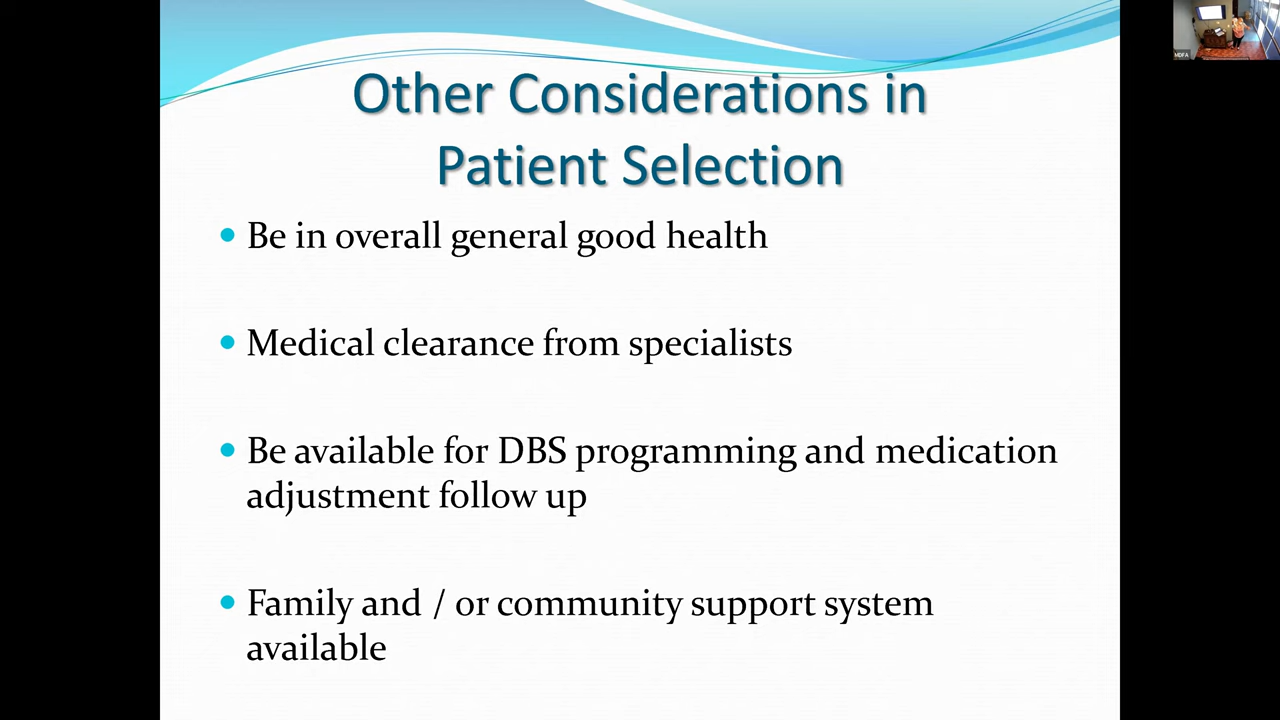 Other Considerations in
Patient Selection
• Be in overall general good health
• Medical clearance from specialists
• Be available for DBS programming and medication
adjustment follow up
• Family and / or community support system
available
MDFA